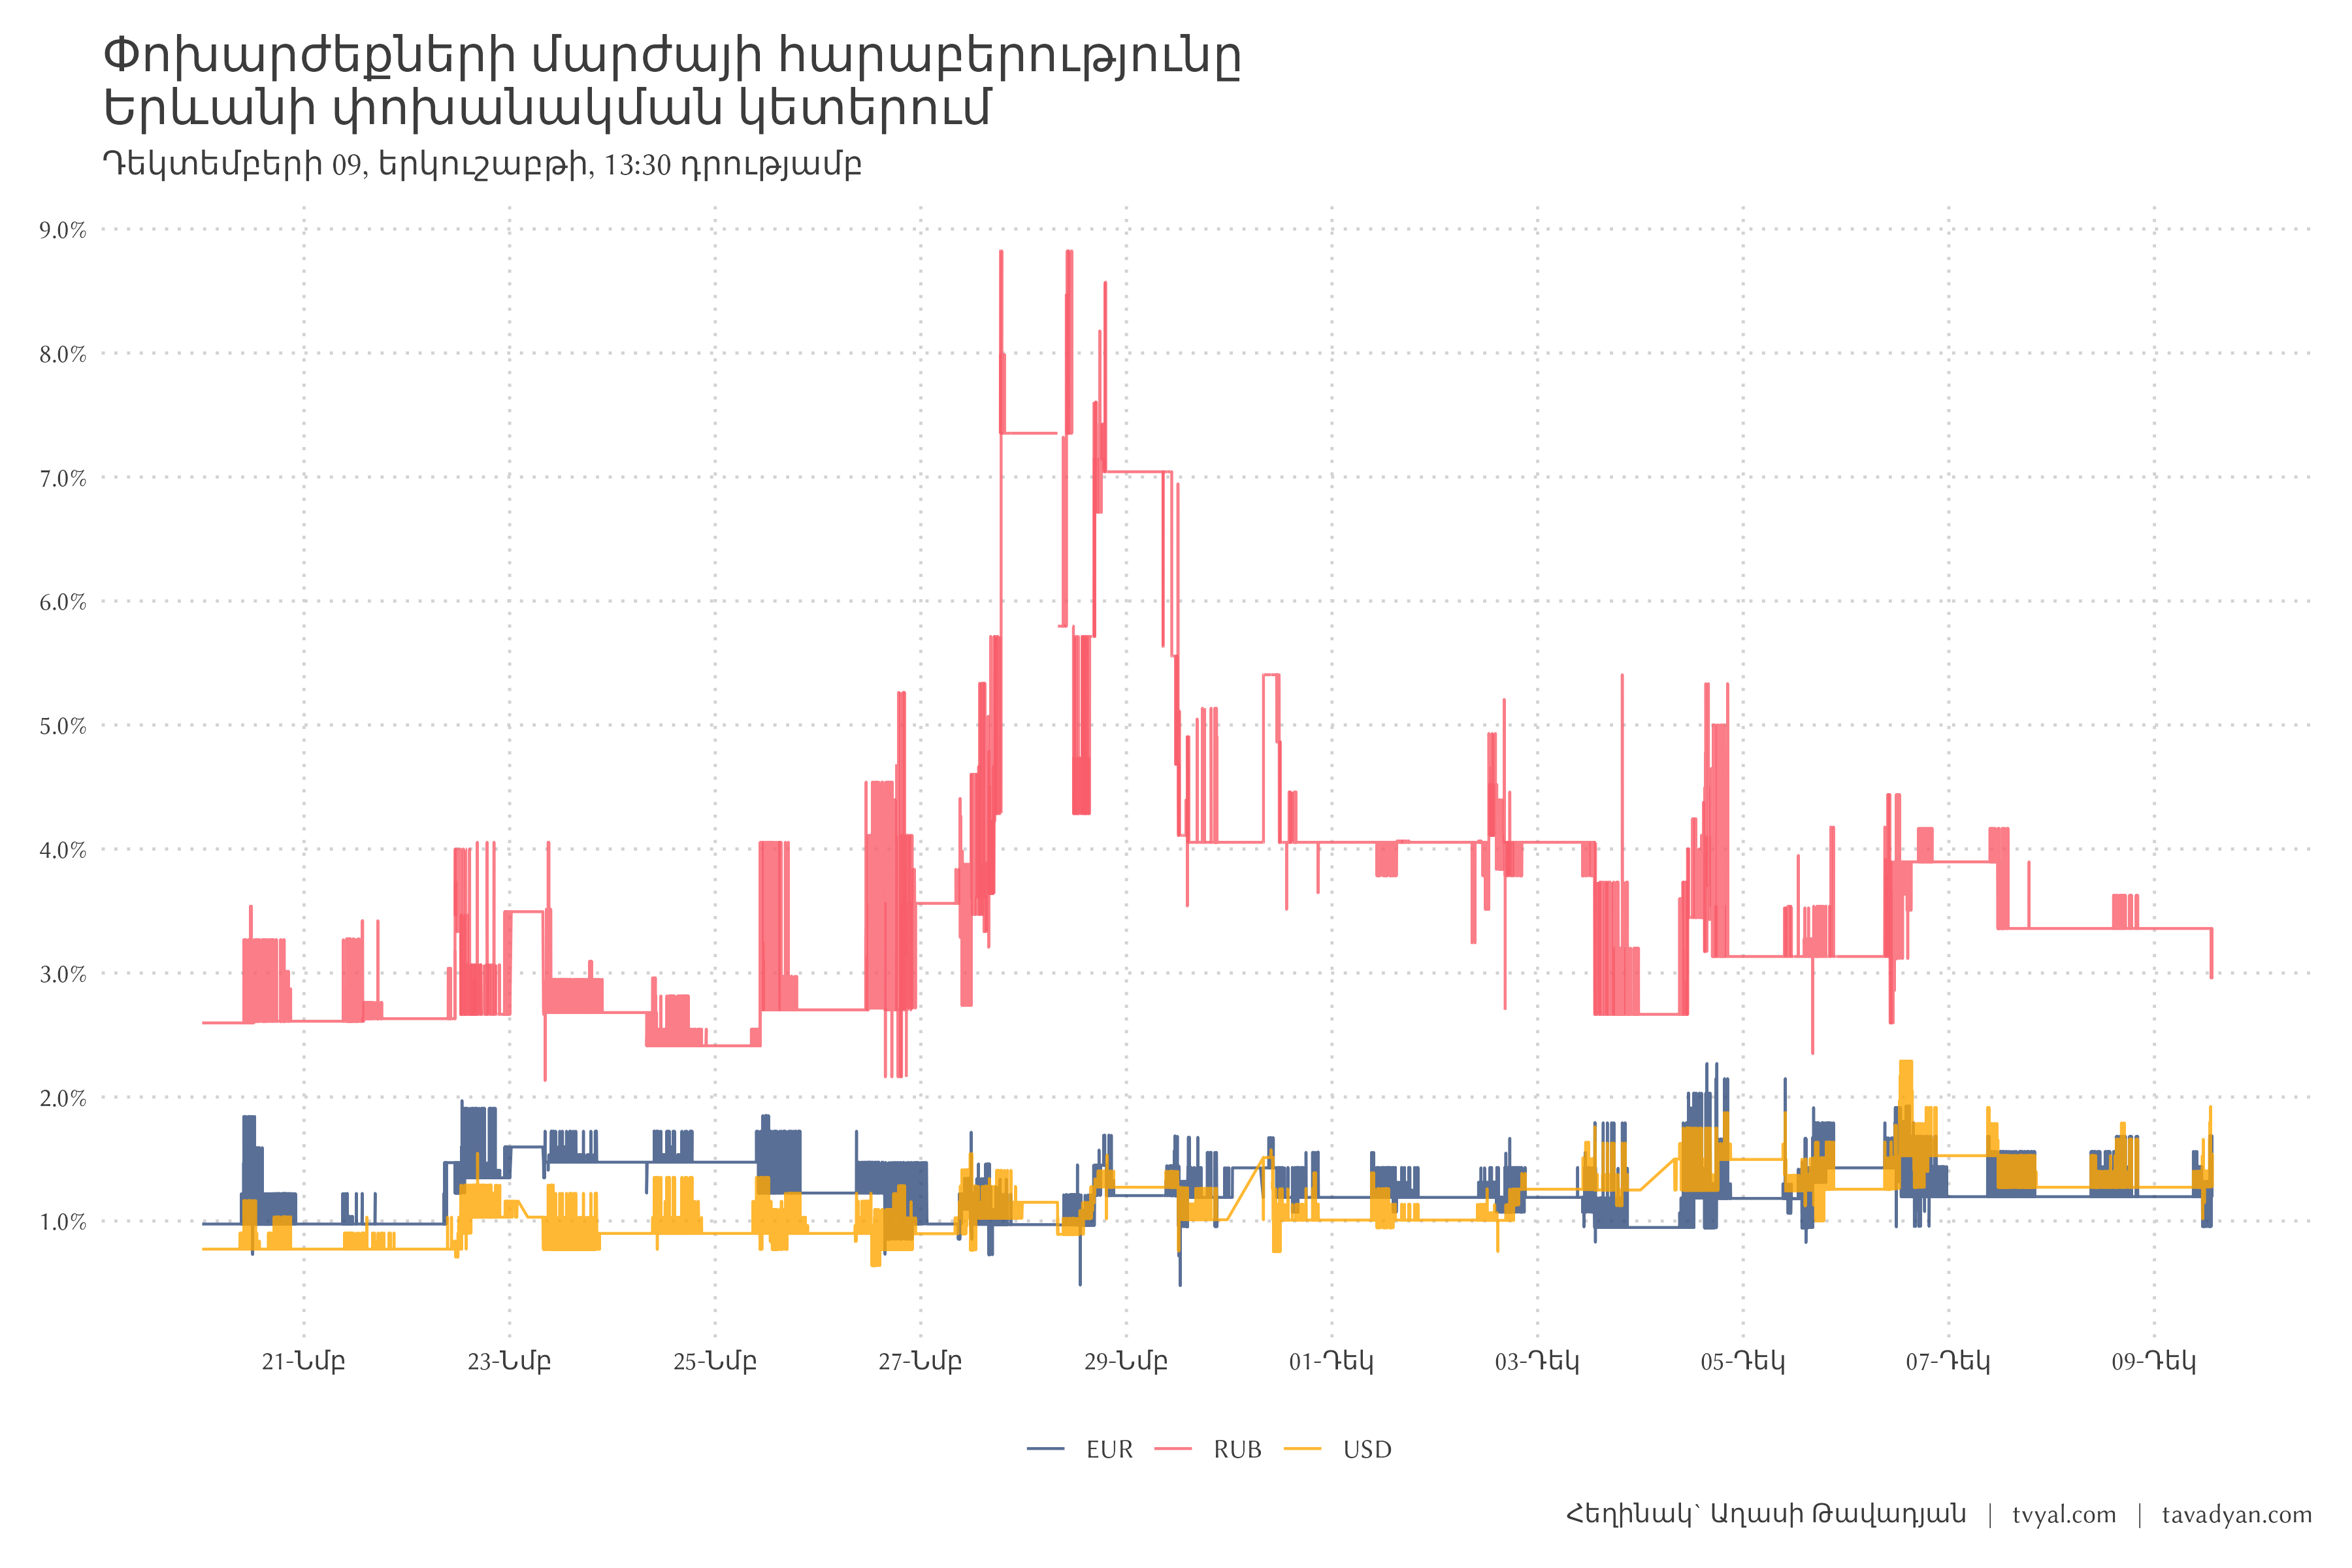 Փոխարժեքների մարժայի հարաբերությունը
Երևանի փոխանակման կետերում
Դեկտեմբերի 09, երկուշաբթի, 13:30 դրությամբ
9.0%
8.0%
7.0%
6.0%
5.0%
4.0%
3.0%
2.0%
1.0%
21-Նմբ 23-Նմբ 25-Նմբ 27-Նմբ 29-Նմբ 01-Դեկ 03-Դեկ 05-Դեկ 07-Դեկ 09-Դեկ
EUR RUB USD
Հեղինակ՝ Աղասի Թավադյան | tvyal.com | tavadyan.com